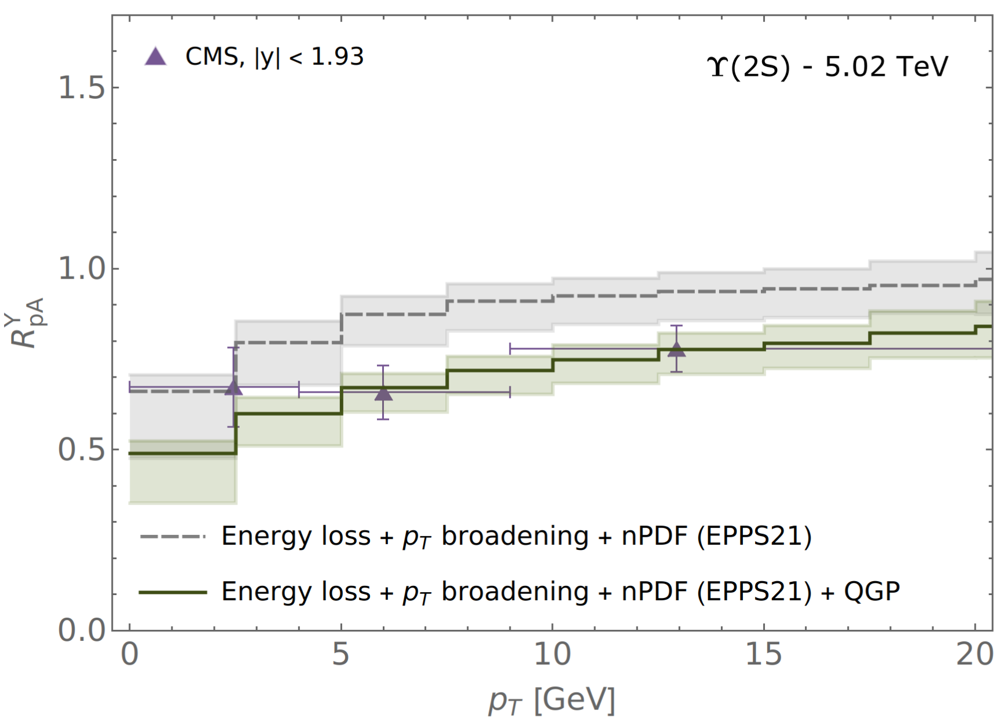 CMS, |y| < 1.93
ϒ(2S) - 5.02 TeV
1.5
1.0
0.5
0.0
R^Y_pA
Energy loss + p_T broadening + nPDF (EPPS21)
Energy loss + p_T broadening + nPDF (EPPS21) + QGP
0 5 10 15 20
p_T [GeV]